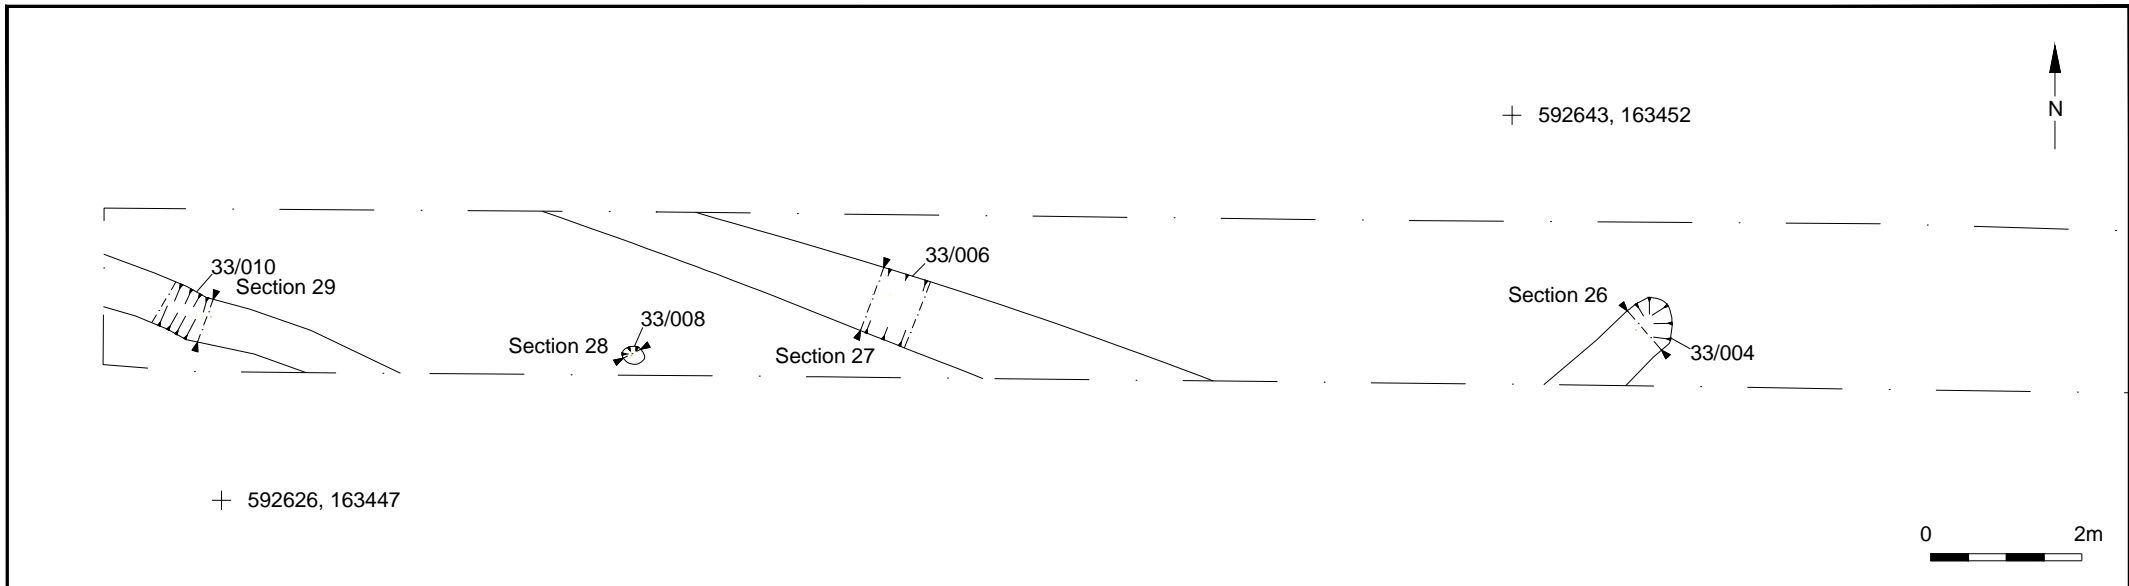 592643, 163452
N
33/010
Section 29
33/006
Section 26
33/008
Section 28
Section 27
33/004
592626, 163447
0 2m